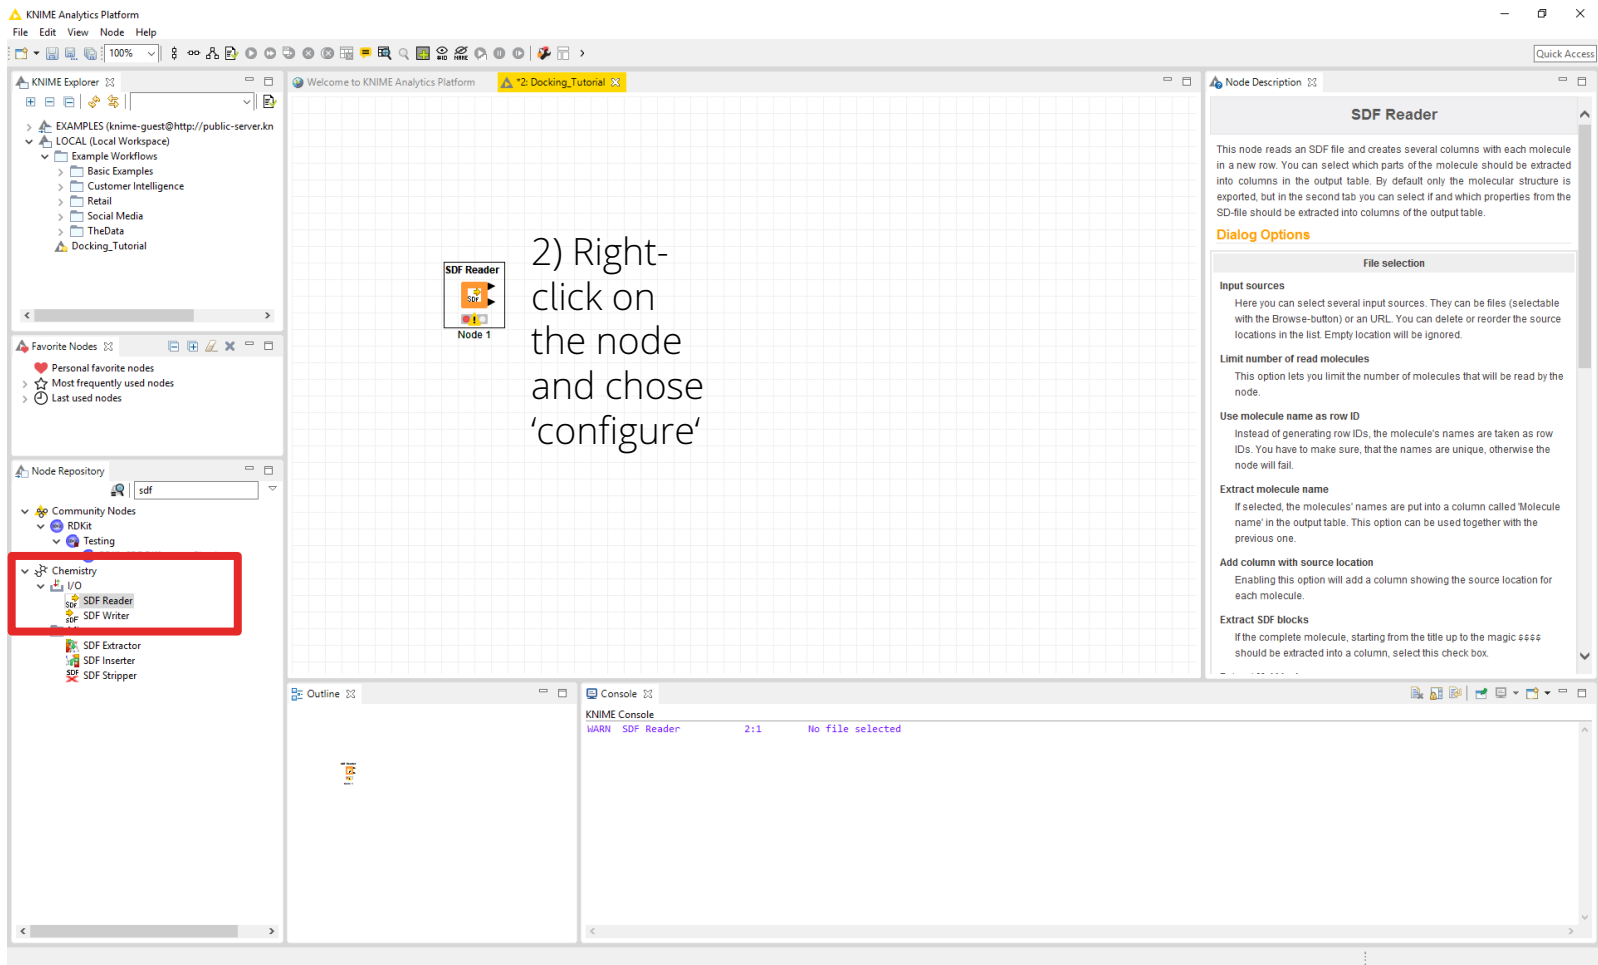 KNIME Analytics Platform
File Edit View Node Help
100%
Quick Access
KNIME Explorer
EXAMPLES (knime-guest@http://public-server.kn
LOCAL (Local Workspace)
Example Workflows
Basic Examples
Customer Intelligence
Retail
Social Media
TheData
Docking_Tutorial
Favorite Nodes
Personal favorite nodes
Most frequently used nodes
Last used nodes
Node Repository
sdf
Community Nodes
RDKit
Testing
Chemistry
I/O
SDF Reader
SDF Writer
SDF Extractor
SDF Inserter
SDF Stripper
Welcome to KNIME Analytics Platform
*2: Docking_Tutorial
SDF Reader
SDF
Node 1
2) Right-
click on
the node
and chose
‘configure‘
Node Description
SDF Reader
This node reads an SDF file and creates several columns with each molecule
in a new row. You can select which parts of the molecule should be extracted
into columns in the output table. By default only the molecular structure is
exported, but in the second tab you can select if and which properties from the
SD-file should be extracted into columns of the output table.
Dialog Options
File selection
Input sources
Here you can select several input sources. They can be files (selectable
with the Browse-button) or an URL. You can delete or reorder the source
locations in the list. Empty location will be ignored.
Limit number of read molecules
This option lets you limit the number of molecules that will be read by the
node.
Use molecule name as row ID
Instead of generating row IDs, the molecule's names are taken as row
IDs. You have to make sure, that the names are unique, otherwise the
node will fail.
Extract molecule name
If selected, the molecules' names are put into a column called 'Molecule
name' in the output table. This option can be used together with the
previous one.
Add column with source location
Enabling this option will add a column showing the source location for
each molecule.
Extract SDF blocks
If the complete molecule, starting from the title up to the magic $$$$
should be extracted into a column, select this check box.
Outline
Console
KNIME Console
WARN SDF Reader 2:1 No file selected